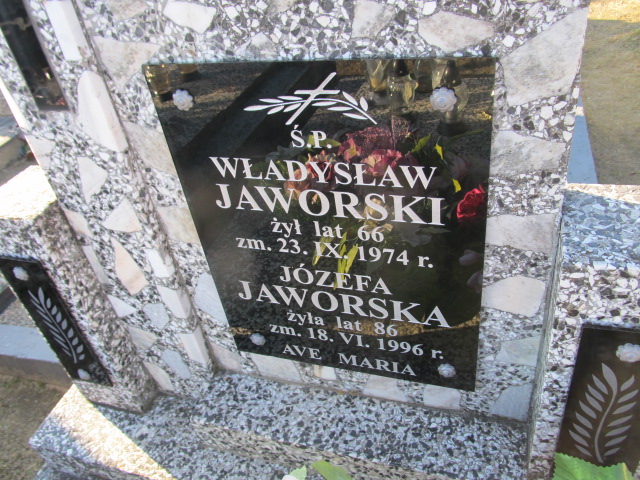 Ś.P.
WŁADYSŁAW
JAWORSKI
żył lat 66
zm. 23. IX. 1974 r.
JÓZEFA
JAWORSKA
żyła lat 86
zm. 18. VI. 1996 r.
AVE MARIA